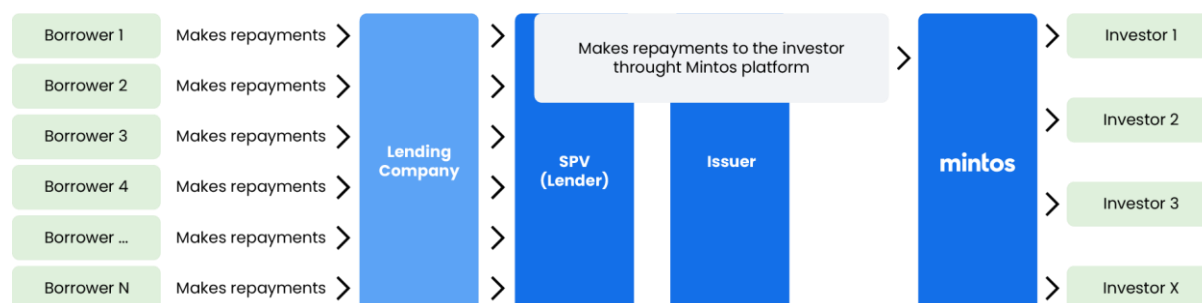 Borrower 1
Makes repayments
Borrower 2
Makes repayments
Borrower 3
Makes repayments
Borrower 4
Makes repayments
Borrower ...
Makes repayments
Borrower N
Makes repayments
Lending
Company
SPV
(Lender)
Makes repayments to the investor
throught Mintos platform
Issuer
mintos
Investor 1
Investor 2
Investor 3
Investor X